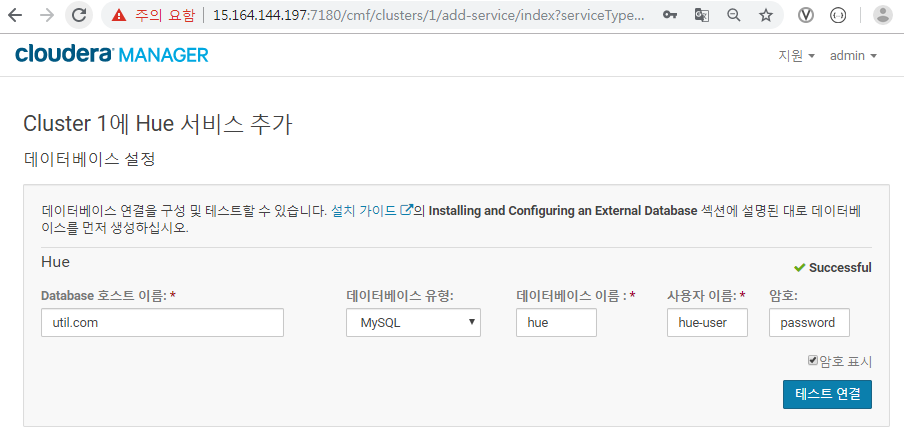 주의 요함 15.164.144.197:7180/cmf/clusters/1/add-service/index?serviceType...
cloudera MANAGER
지원 admin
Cluster 1에 Hue 서비스 추가
데이터베이스 설정
데이터베이스 연결을 구성 및 테스트할 수 있습니다. 설치 가이드의 Installing and Configuring an External Database 섹션에 설명된 대로 데이터베
이스를 먼저 생성하십시오.
Hue
Successful
Database 호스트 이름: * 데이터베이스 유형: 데이터베이스 이름 : * 사용자 이름: * 암호:
util.com MySQL hue hue-user password
암호 표시
테스트 연결